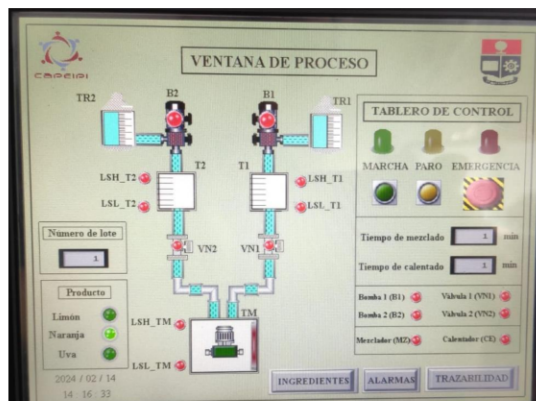 CAPEIPI
VENTANA DE PROCESO
TR2
B2
B1
TR1
T2
T1
LSH_T2
LSL_T2
LSH_T1
LSL_T1
VN2
VN1
TM
LSH_TM
LSL_TM
Número de lote
1
Producto
Limón
Naranja
Uva
2024 / 02 / 14
14 16 : 33
TABLERO DE CONTROL
MARCHA PARO EMERGENCIA
Tiempo de mezclado 1 min
Tiempo de calentado 1 min
Bomba 1 (B1) Válvula 1 (VN1)
Bomba 2 (B2) Válvula 2 (VN2)
Mezclador (MZ) Calentador (CE)
INGREDIENTES ALARMAS TRAZABILIDAD